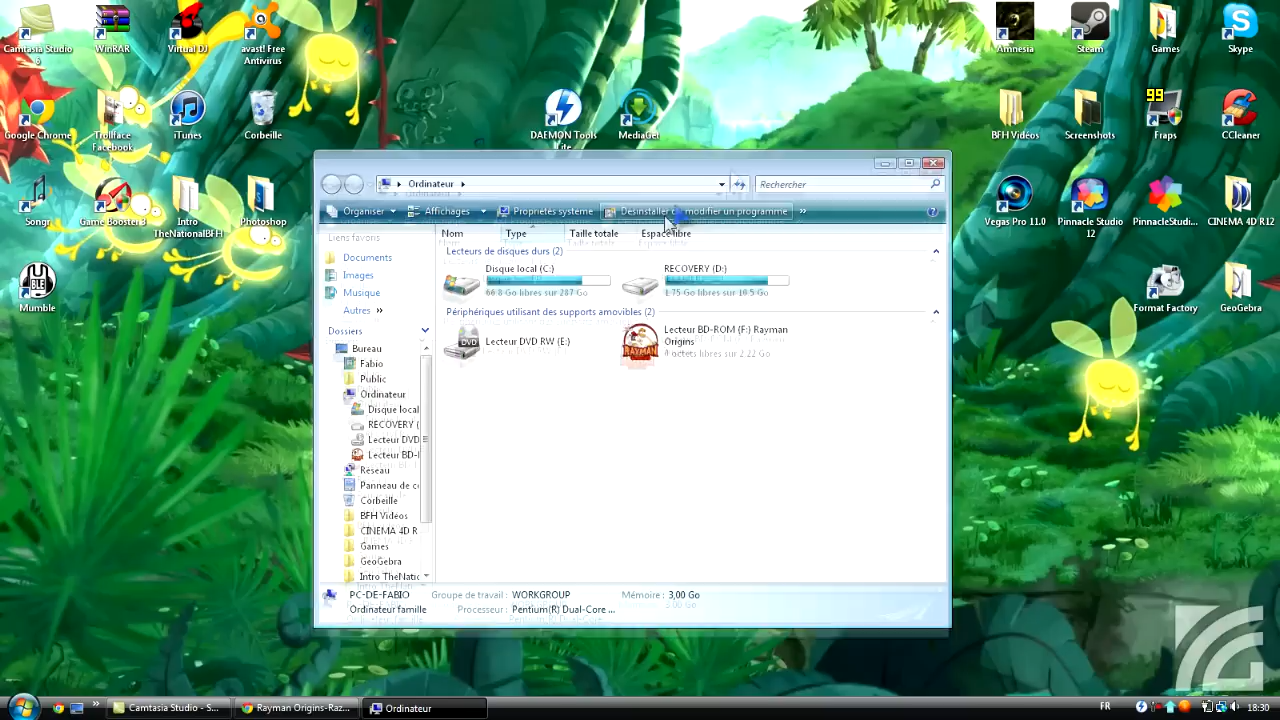 Camtasia Studio
6
WinRAR
Virtual DJ
avast! Free
Antivirus
Amnesia
Steam
Games
Skype
Google Chrome
Trollface
Facebook
iTunes
Corbeille
DAEMON Tools
Lite
MediaGet
BFH Vidéos
Screenshots
99
Fraps
CCleaner
Songr
Game Booster 3
Intro
TheNationalBFH
Photoshop
Vegas Pro 11.0
Pinnacle Studio
12
PinnacleStudi...
CINEMA 4D R12
Mumble
Format Factory
GeoGebra
Ordinateur
Rechercher
Organiser
Affichages
Propriétés système
Désinstaller ou modifier un programme
»
Liens favoris
Documents
Images
Musique
Autres »
Dossiers
Bureau
Fabio
Public
Ordinateur
Disque local
RECOVERY (
Lecteur DVD
Lecteur BD-
Réseau
Panneau de c
Corbeille
BFH Vidéos
CINEMA 4D R
Games
GeoGebra
Intro TheNatio
Nom
Type
Taille totale
Espace libre
Lecteurs de disques durs (2)
Disque local (C:)
66.8 Go libres sur 287 Go
RECOVERY (D:)
1.75 Go libres sur 10.5 Go
Périphériques utilisant des supports amovibles (2)
DVD
Lecteur DVD RW (E:)
RAYMAN
Lecteur BD-ROM (F:) Rayman
Origins
0 octets libres sur 2.22 Go
PC-DE-FABIO
Groupe de travail : WORKGROUP
Mémoire : 3,00 Go
Ordinateur famille
Processeur : Pentium(R) Dual-Core ...
»
Camtasia Studio - S...
Rayman Origins-Raz...
Ordinateur
FR
18:30